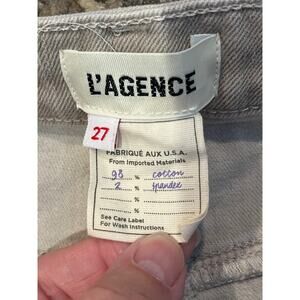 L'AGENCE
27
FABRIQUÉ AUX U.S.A.
From Imported Materials
98 % cotton
2 % spandex
%
%
See Care Label
For Wash Instructions